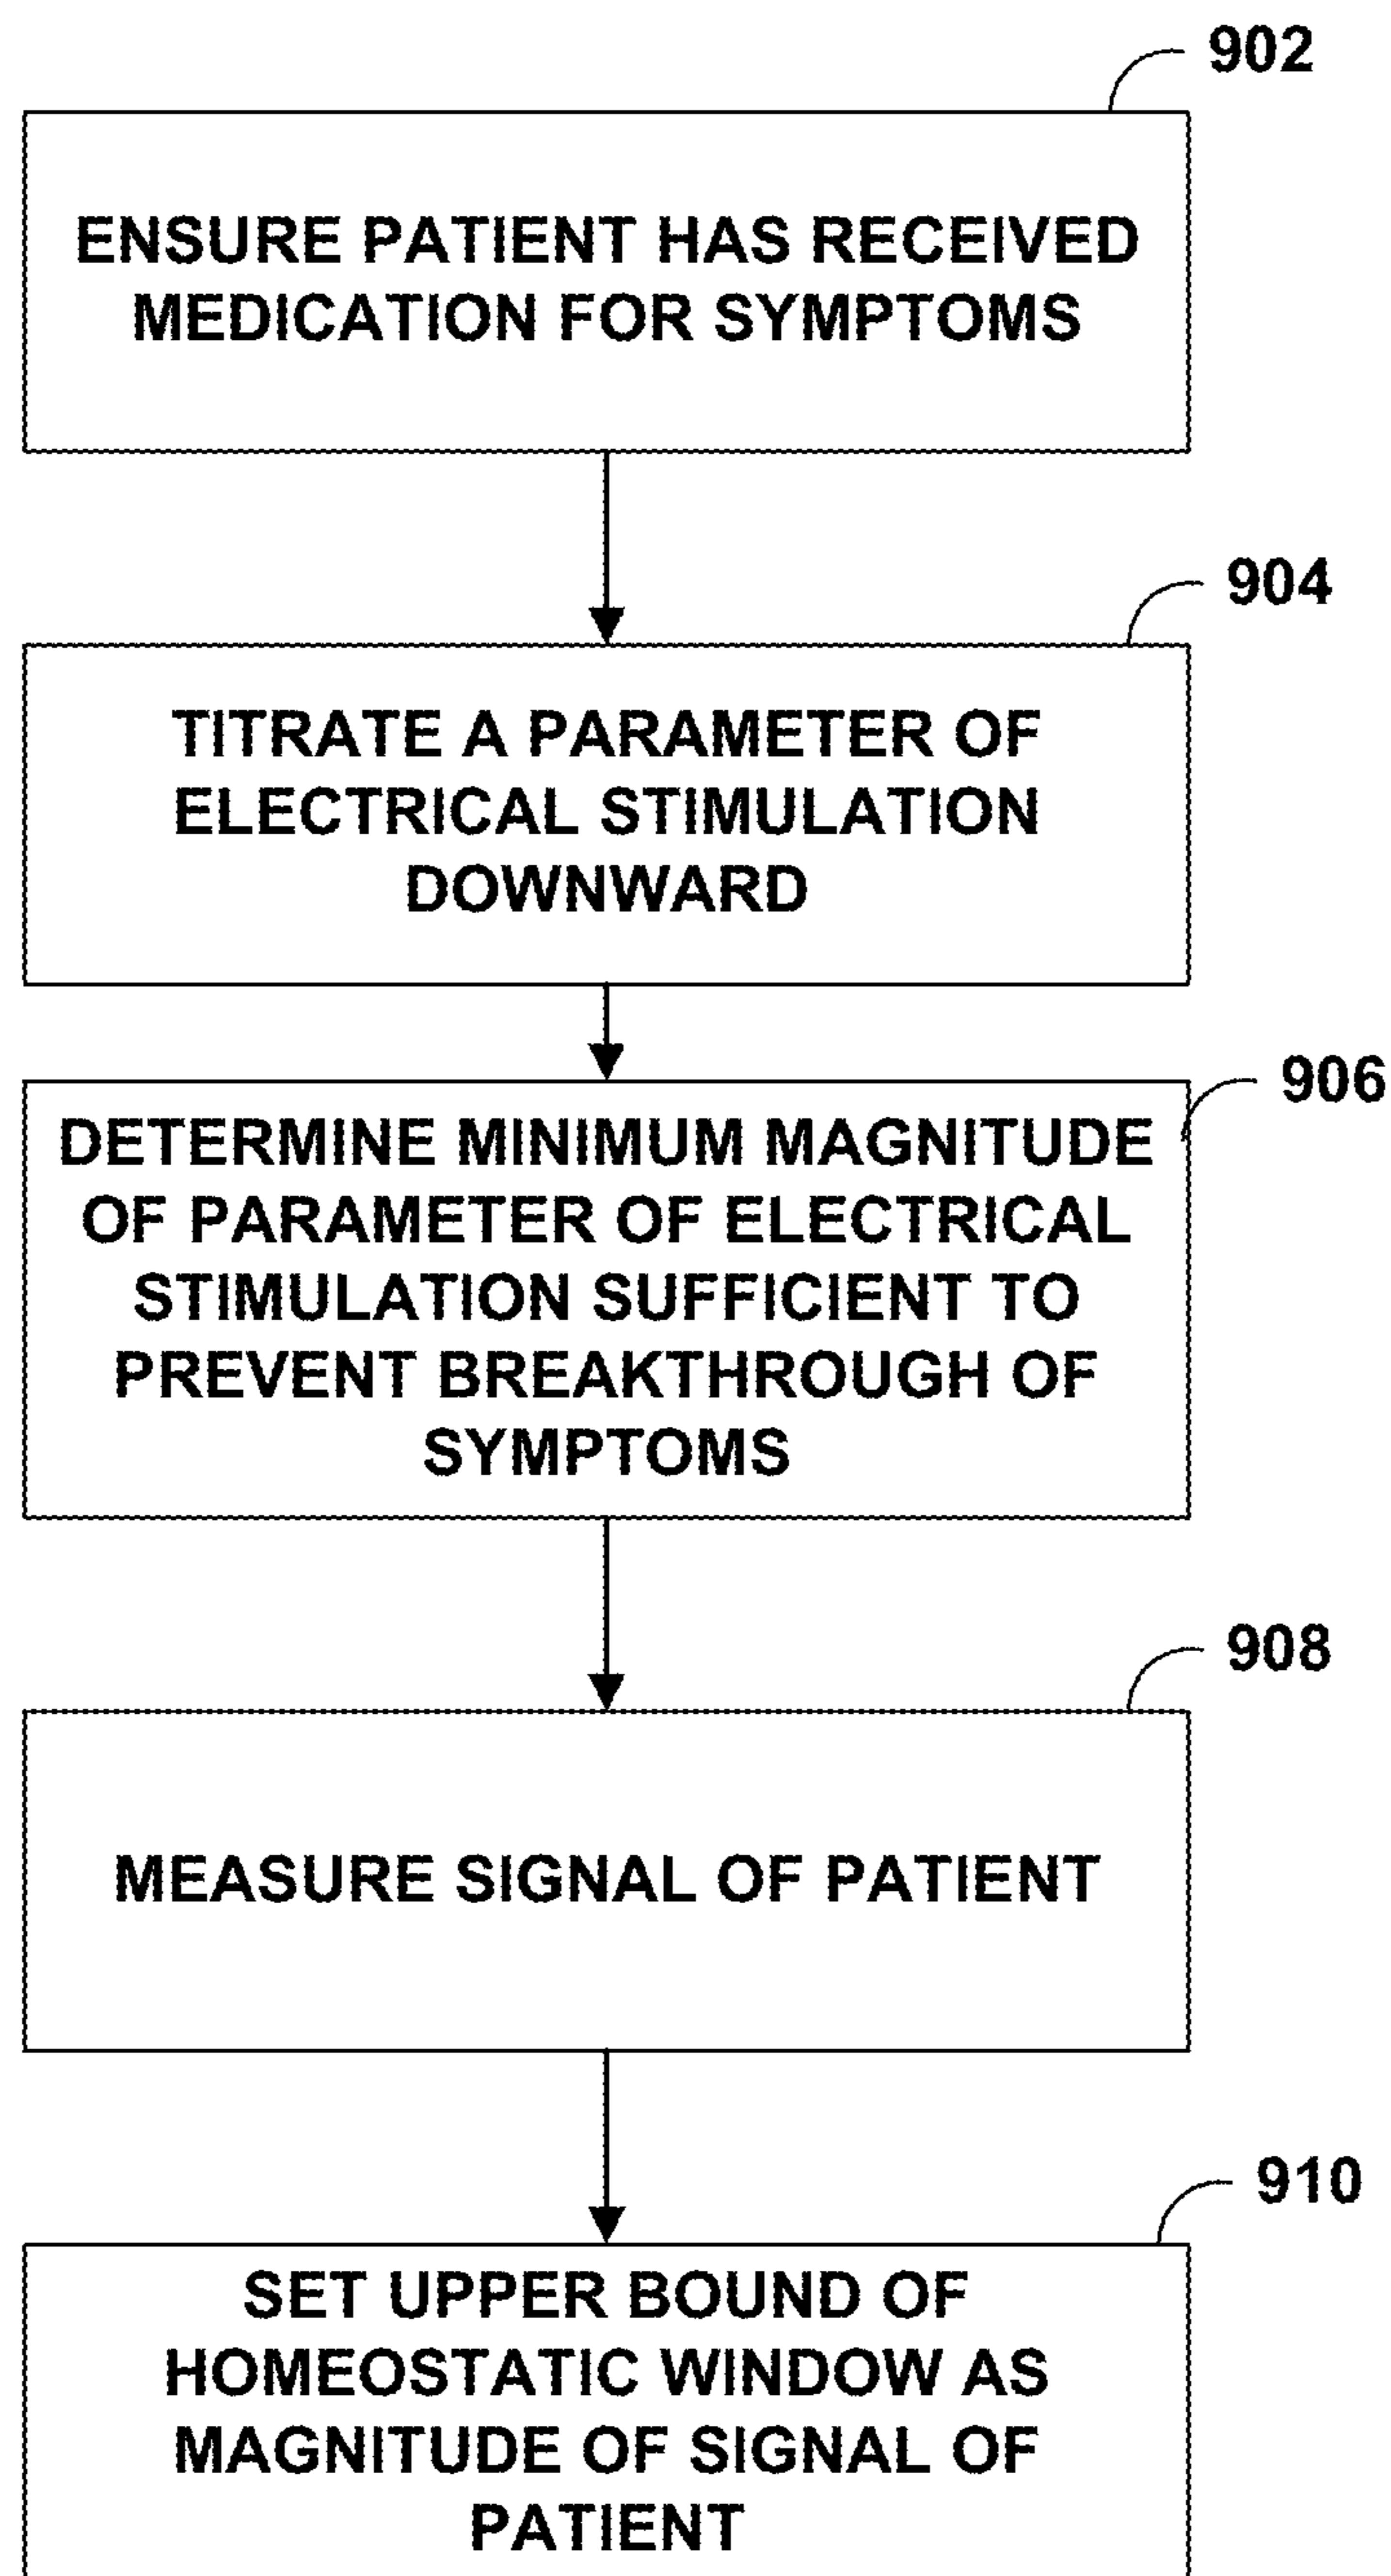 902
ENSURE PATIENT HAS RECEIVED
MEDICATION FOR SYMPTOMS
904
TITRATE A PARAMETER OF
ELECTRICAL STIMULATION
DOWNWARD
906
DETERMINE MINIMUM MAGNITUDE
OF PARAMETER OF ELECTRICAL
STIMULATION SUFFICIENT TO
PREVENT BREAKTHROUGH OF
SYMPTOMS
908
MEASURE SIGNAL OF PATIENT
910
SET UPPER BOUND OF
HOMEOSTATIC WINDOW AS
MAGNITUDE OF SIGNAL OF
PATIENT